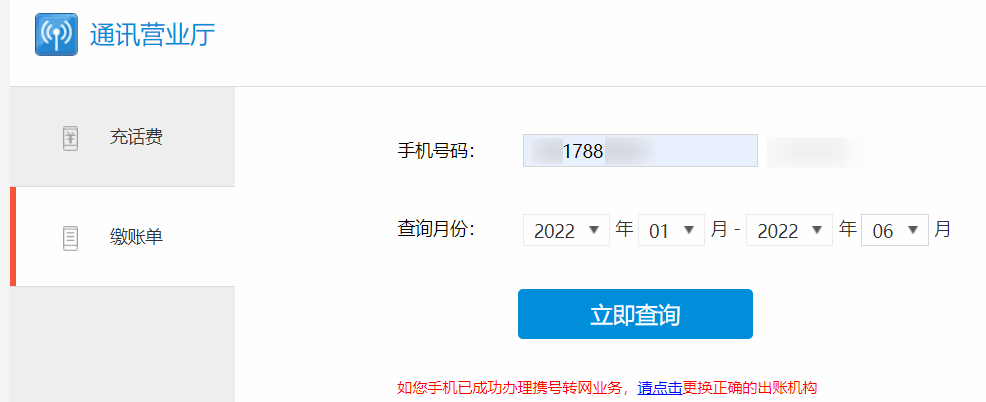 通讯营业厅
充话费
缴账单
手机号码：
1788
查询月份：
2022 年 01 月 - 2022 年 06 月
立即查询
如您手机已成功办理携号转网业务，请点击更换正确的出账机构